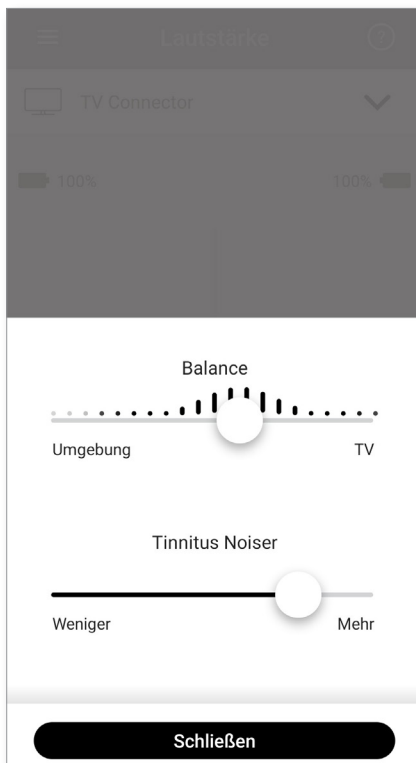 Lautstärke
?
TV Connector
100%
100%
Balance
Umgebung
TV
Tinnitus Noiser
Weniger
Mehr
Schließen